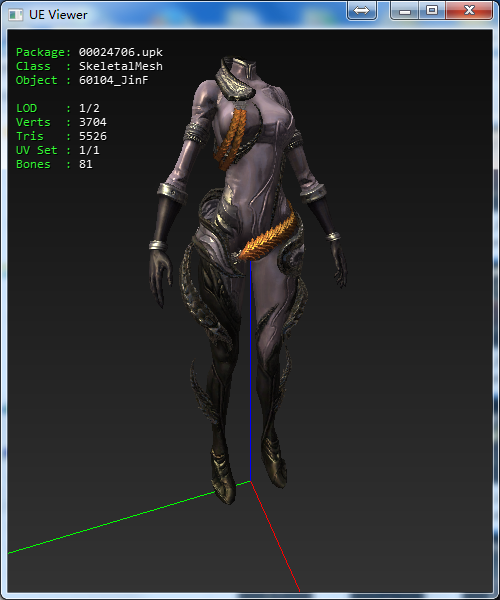 UE Viewer
Package: 00024706.upk
Class : SkeletalMesh
Object : 60104_JinF
LOD : 1/2
Verts : 3704
Tris : 5526
UV Set : 1/1
Bones : 81